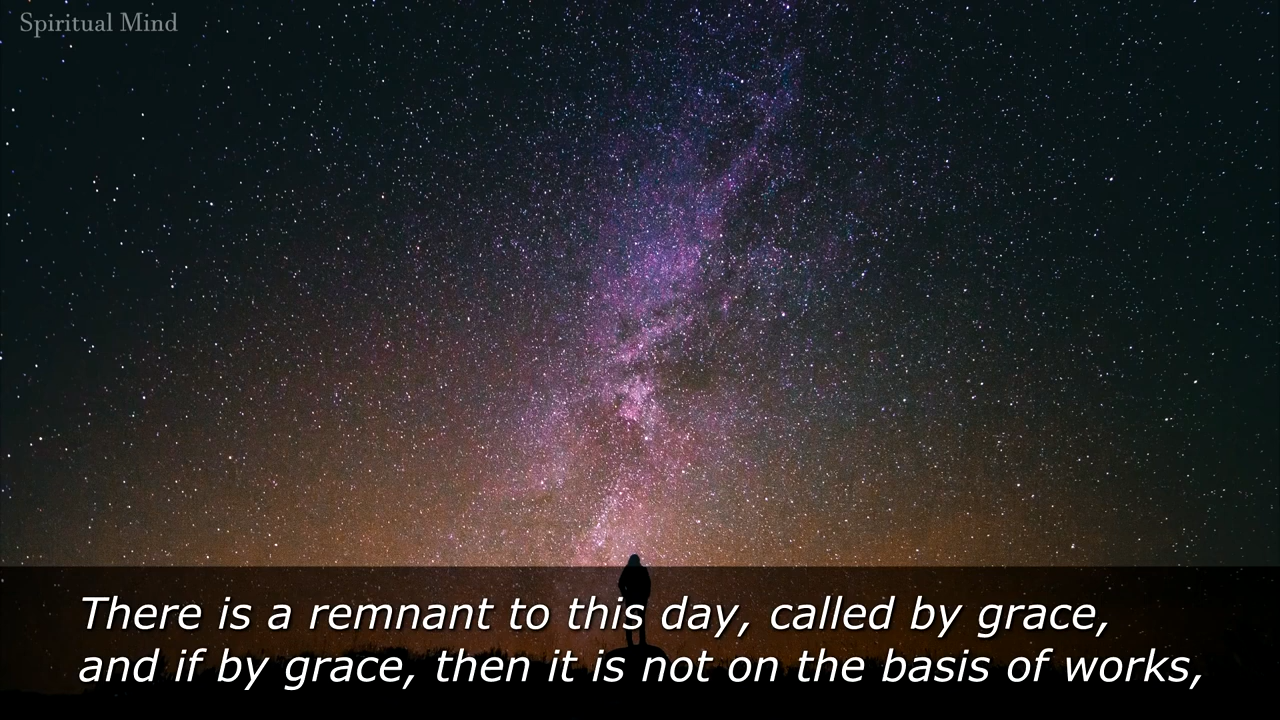 Spiritual Mind
There is a remnant to this day, called by grace,
and if by grace, then it is not on the basis of works,